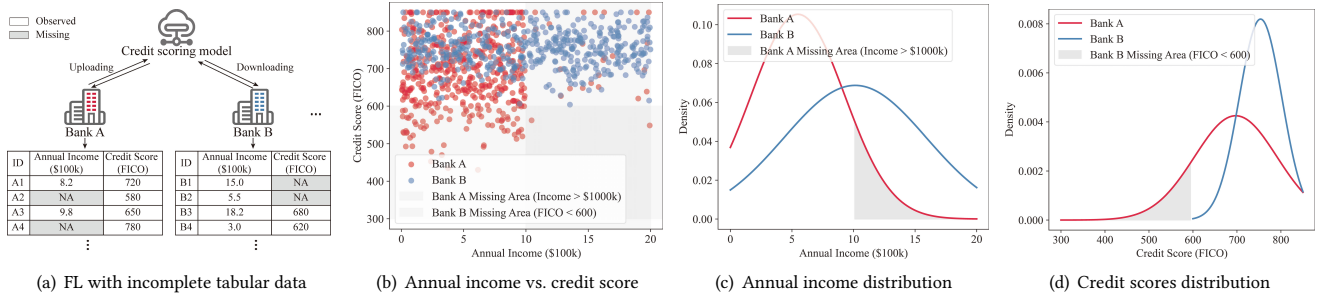 Observed
Missing
Credit scoring model
Uploading
Downloading
Bank A
Bank B
...
ID Annual Income ($100k) Credit Score (FICO)
A1 8.2 720
A2 NA 580
A3 9.8 650
A4 NA 780
ID Annual Income ($100k) Credit Score (FICO)
B1 15.0 NA
B2 5.5 NA
B3 18.2 680
B4 3.0 620
(a) FL with incomplete tabular data
Credit Score (FICO)
800
700
600
500
400
300
Bank A
Bank B
Bank A Missing Area (Income > $1000k)
Bank B Missing Area (FICO < 600)
0 5 10 15 20
Annual Income ($100k)
(b) Annual income vs. credit score
Density
0.10
0.08
0.06
0.04
0.02
0.00
Bank A
Bank B
Bank A Missing Area (Income > $1000k)
0 5 10 15 20
Annual Income ($100k)
(c) Annual income distribution
Density
0.008
0.006
0.004
0.002
0.000
Bank A
Bank B
Bank B Missing Area (FICO < 600)
300 400 500 600 700 800
Credit Score (FICO)
(d) Credit scores distribution